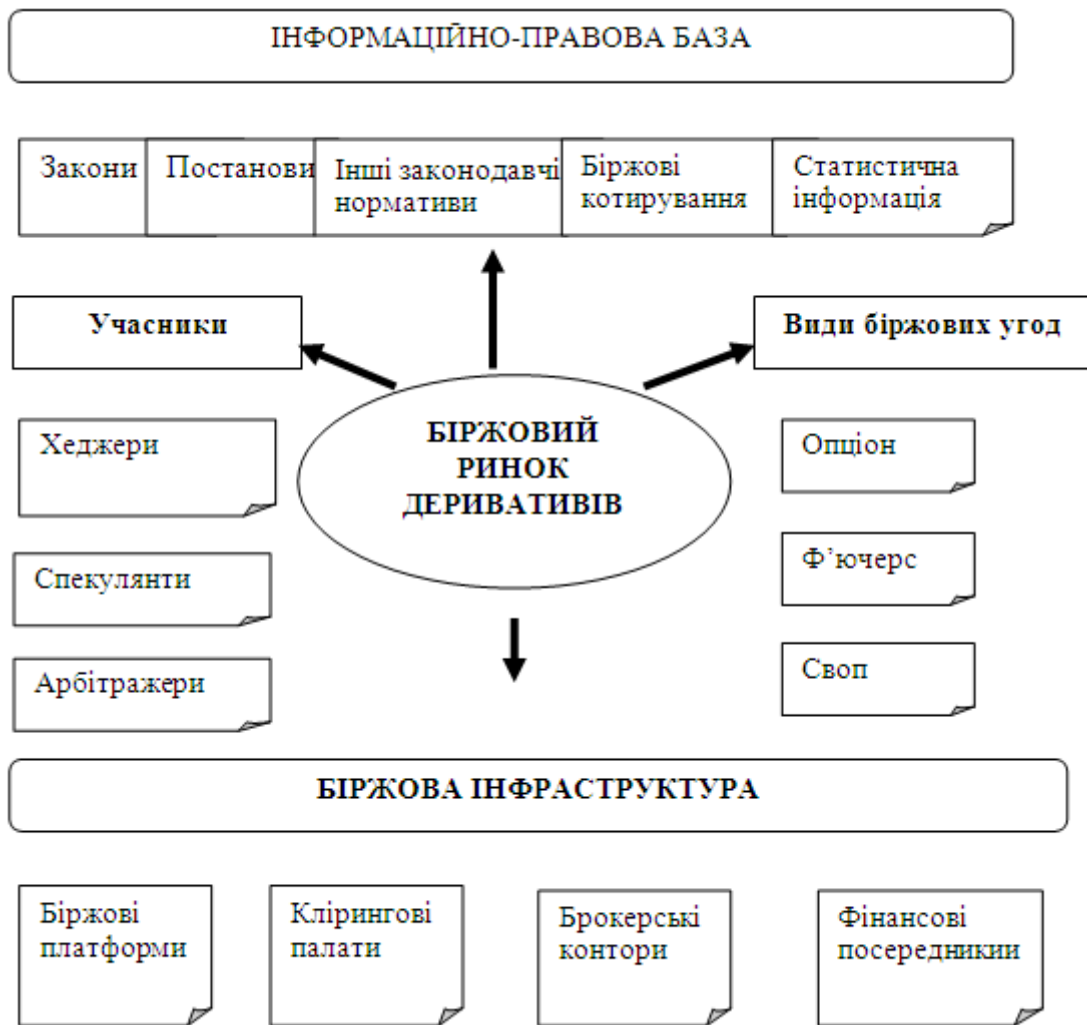 ІНФОРМАЦІЙНО-ПРАВОВА БАЗА
Закони
Постанови
Інші законодавчі
нормативи
Біржові
котирування
Статистична
інформація
Учасники
Види біржових угод
БІРЖОВИЙ
РИНОК
ДЕРИВАТИВІВ
Хеджери
Спекулянти
Арбітражери
Опціон
Ф’ючерс
Своп
БІРЖОВА ІНФРАСТРУКТУРА
Біржові
платформи
Клірингові
палати
Брокерські
контори
Фінансові
посередникии